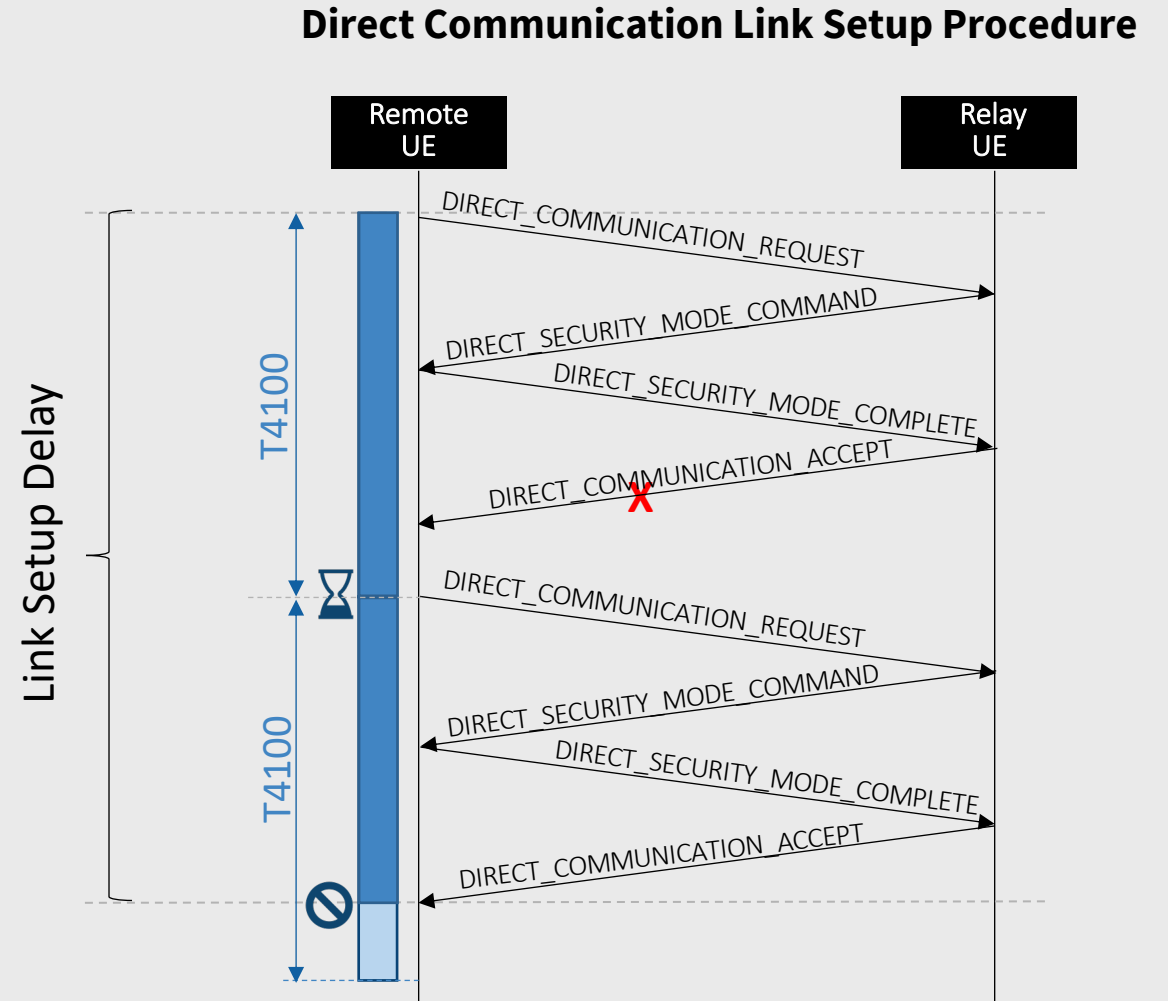 Direct Communication Link Setup Procedure
Remote
UE
Relay
UE
DIRECT_COMMUNICATION_REQUEST
DIRECT_SECURITY_MODE_COMMAND
DIRECT_SECURITY_MODE_COMPLETE
DIRECT_COMMUNICATION_ACCEPT
X
T4100
Link Setup Delay
DIRECT_COMMUNICATION_REQUEST
DIRECT_SECURITY_MODE_COMMAND
DIRECT_SECURITY_MODE_COMPLETE
DIRECT_COMMUNICATION_ACCEPT
T4100